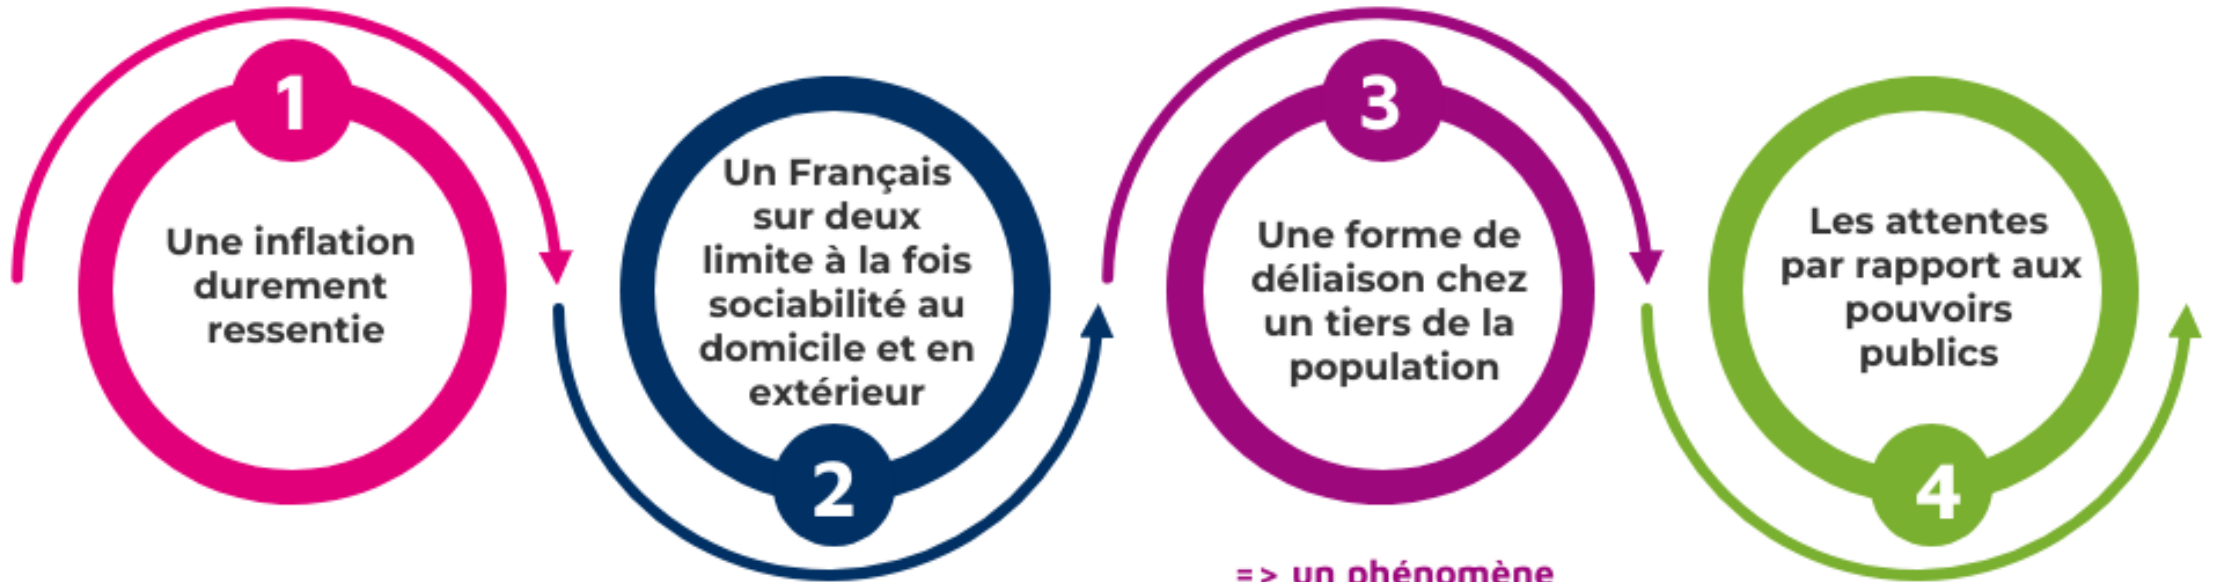 1
Une inflation
durement
ressentie
Un Français
sur deux
limite à la fois
sociabilité au
domicile et en
extérieur
2
3
Une forme de
déliaison chez
un tiers de la
population
=> un phénomène
Les attentes
par rapport aux
pouvoirs
publics
4